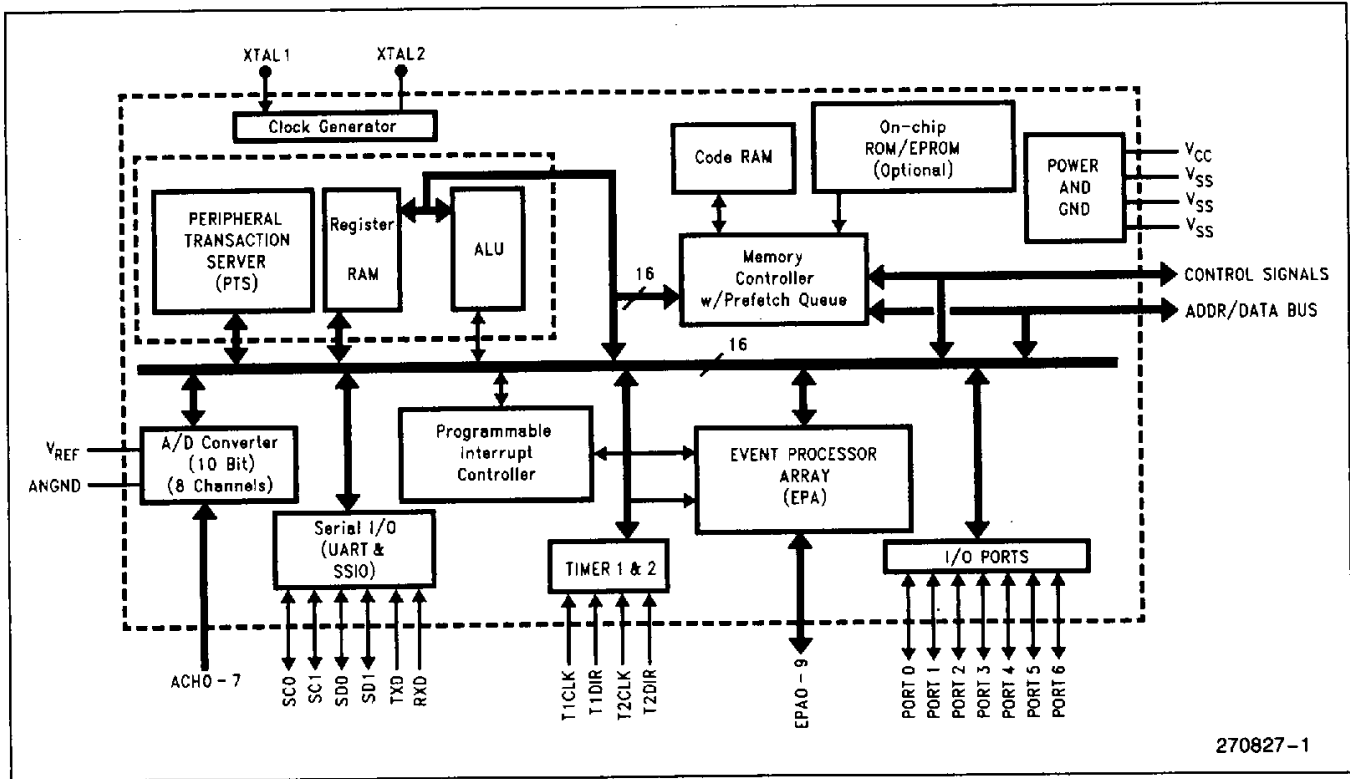 XTAL1
XTAL2
Clock Generator
PERIPHERAL
TRANSACTION
SERVER
(PTS)
Register
RAM
ALU
Code RAM
On-chip
ROM/EPROM
(Optional)
POWER
AND
GND
VCC
VSS
VSS
VSS
Memory
Controller
w/Prefetch Queue
16
CONTROL SIGNALS
ADDR/DATA BUS
16
VREF
ANGND
A/D Converter
(10 Bit)
(8 Channels)
Programmable
Interrupt
Controller
EVENT PROCESSOR
ARRAY
(EPA)
Serial I/O
(UART &
SSIO)
TIMER 1 & 2
I/O PORTS
ACH0-7
SC0
SC1
SD0
SD1
TXD
RXD
T1CLK
T1DIR
T2CLK
T2DIR
EPA0-9
PORT 0
PORT 1
PORT 2
PORT 3
PORT 4
PORT 5
PORT 6
270827-1